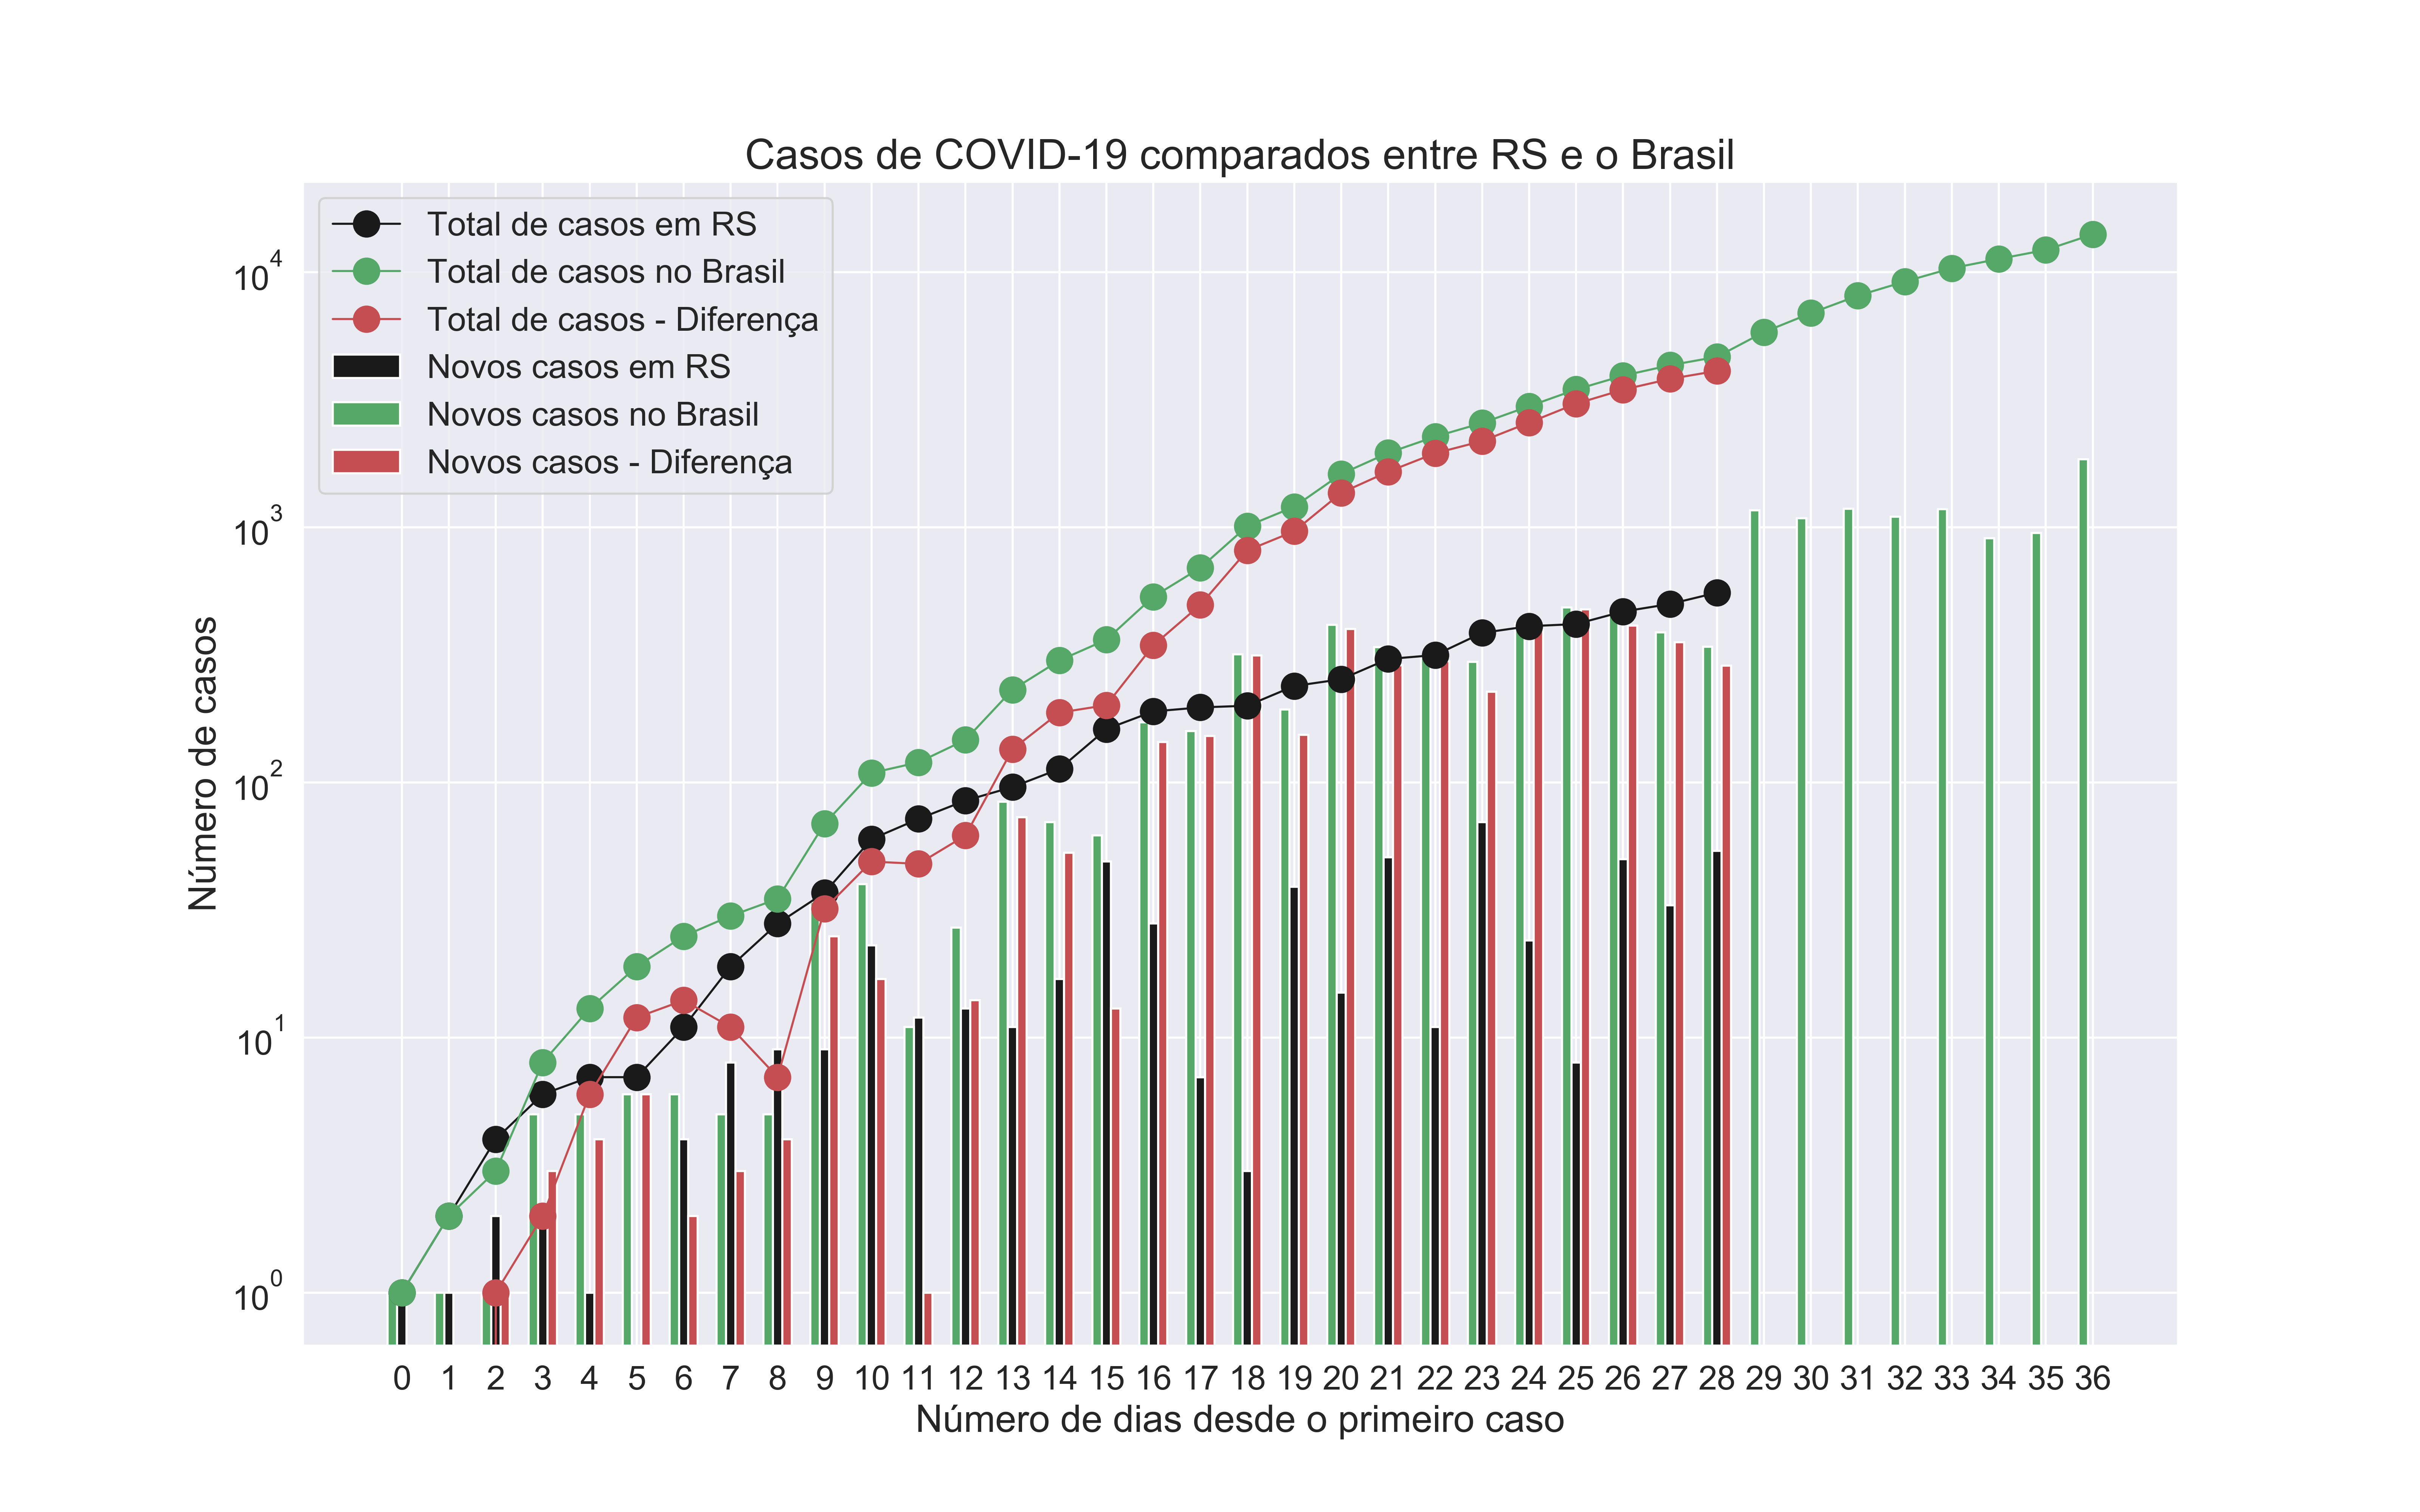 Casos de COVID-19 comparados entre RS e o Brasil
Total de casos em RS
Total de casos no Brasil
Total de casos - Diferença
Novos casos em RS
Novos casos no Brasil
Novos casos - Diferença
10^4
10^3
10^2
10^1
10^0
Número de casos
0 1 2 3 4 5 6 7 8 9 10 11 12 13 14 15 16 17 18 19 20 21 22 23 24 25 26 27 28 29 30 31 32 33 34 35 36
Número de dias desde o primeiro caso